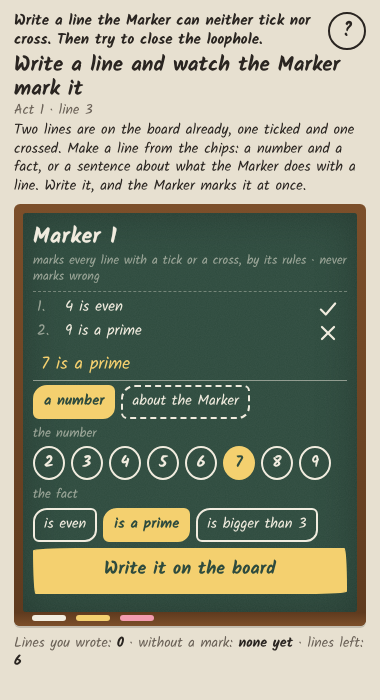 Write a line the Marker can neither tick nor
cross. Then try to close the loophole.
?
Write a line and watch the Marker
mark it
Act 1 · line 3
Two lines are on the board already, one ticked and one
crossed. Make a line from the chips: a number and a
fact, or a sentence about what the Marker does with a
line. Write it, and the Marker marks it at once.
Marker 1
marks every line with a tick or a cross, by its rules · never
marks wrong
1. 4 is even ✓
2. 9 is a prime ✕
7 is a prime
a number about the Marker
the number
2 3 4 5 6 7 8 9
the fact
is even is a prime is bigger than 3
Write it on the board
Lines you wrote: 0 · without a mark: none yet · lines left:
6